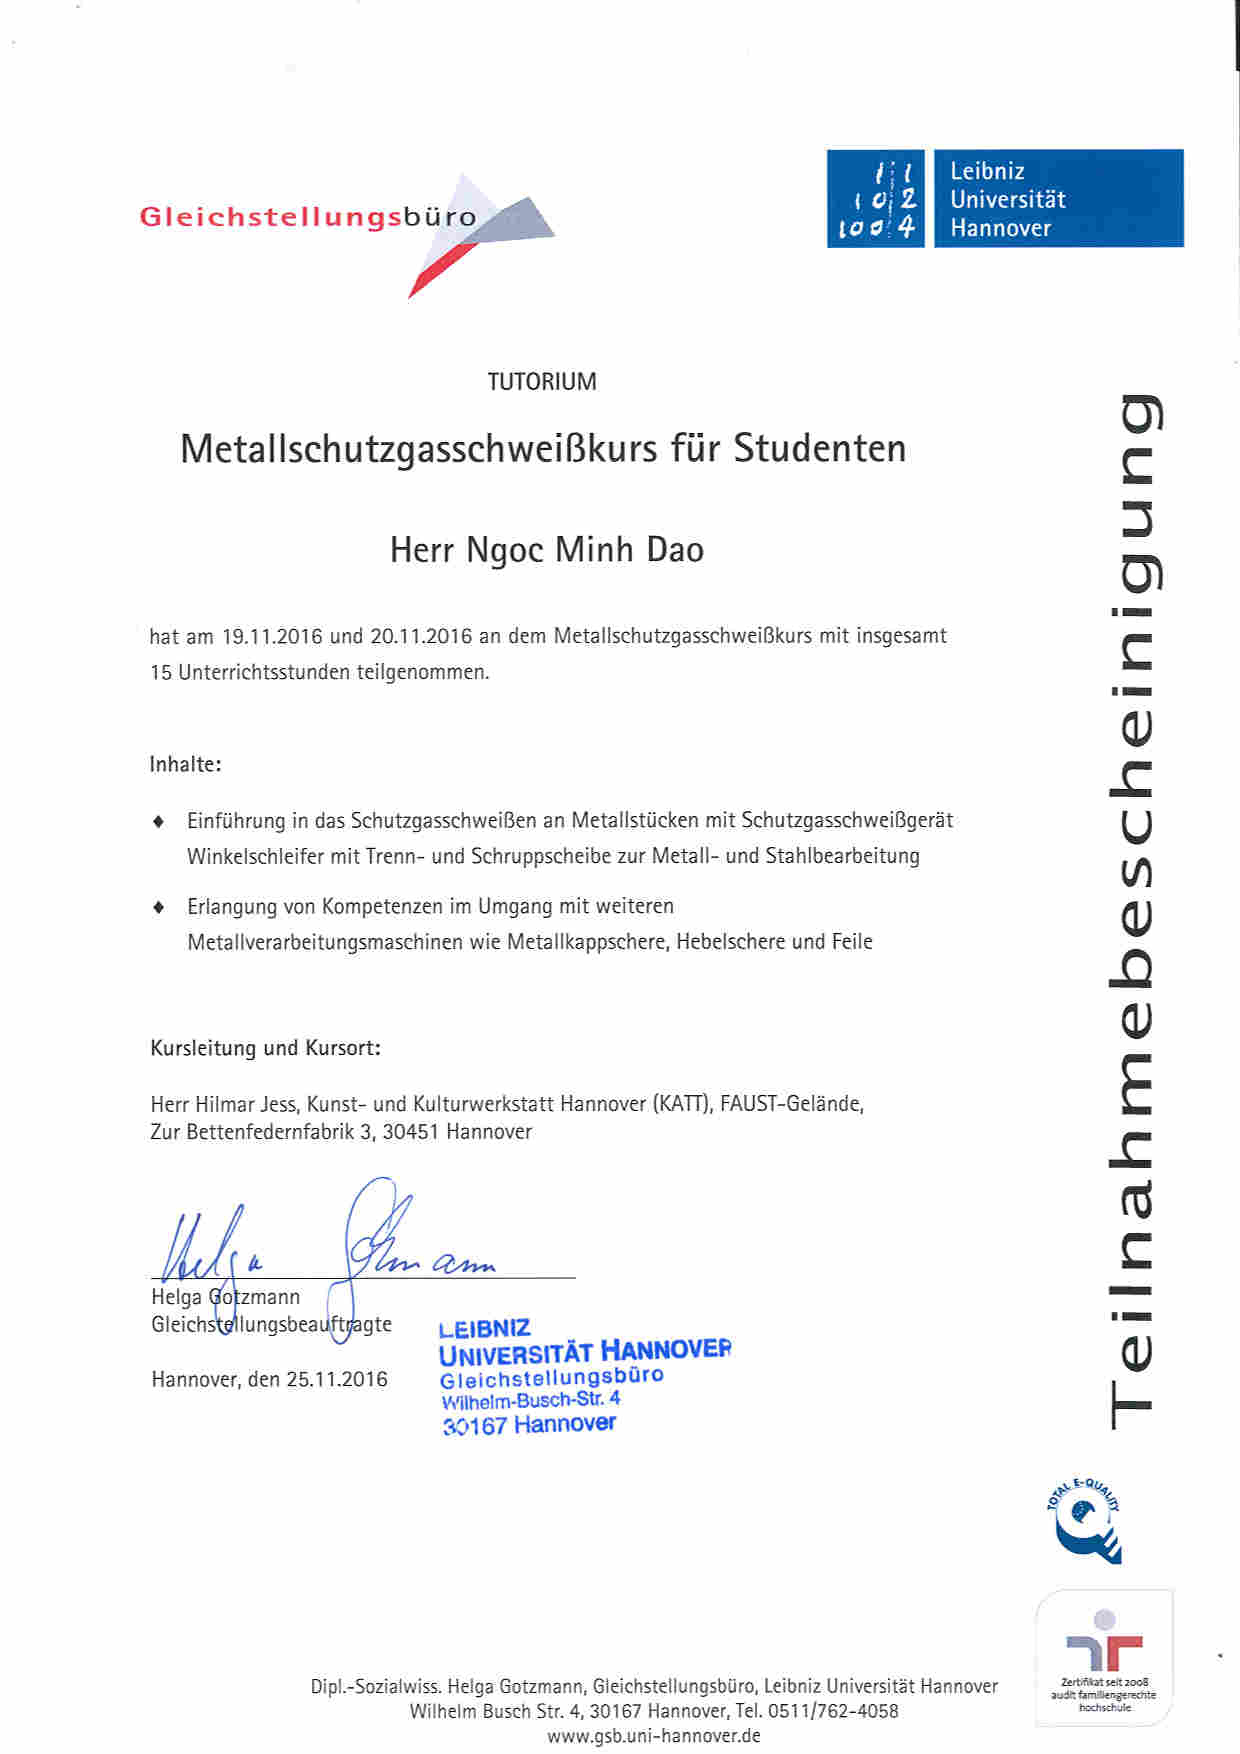 Gleichstellungsbüro
1 1
1 0 2
1 0 0 4
Leibniz
Universität
Hannover
TUTORIUM
Metallschutzgasschweißkurs für Studenten
Herr Ngoc Minh Dao
hat am 19.11.2016 und 20.11.2016 an dem Metallschutzgasschweißkurs mit insgesamt
15 Unterrichtsstunden teilgenommen.
Inhalte:
♦ Einführung in das Schutzgasschweißen an Metallstücken mit Schutzgasschweißgerät
Winkelschleifer mit Trenn- und Schruppscheibe zur Metall- und Stahlbearbeitung
♦ Erlangung von Kompetenzen im Umgang mit weiteren
Metallverarbeitungsmaschinen wie Metallkappschere, Hebelschere und Feile
Kursleitung und Kursort:
Herr Hilmar Jess, Kunst- und Kulturwerkstatt Hannover (KATT), FAUST-Gelände,
Zur Bettenfedernfabrik 3, 30451 Hannover
Helga Gotzmann
Helga Gotzmann
Gleichstellungsbeauftragte
Hannover, den 25.11.2016
LEIBNIZ
UNIVERSITÄT HANNOVER
Gleichstellungsbüro
Wilhelm-Busch-Str. 4
30167 Hannover
Teilnahmebescheinigung
TOTAL E-QUALITY
Zertifikat seit 2008
audit familiengerechte
hochschule
Dipl.-Sozialwiss. Helga Gotzmann, Gleichstellungsbüro, Leibniz Universität Hannover
Wilhelm Busch Str. 4, 30167 Hannover, Tel. 0511/762-4058
www.gsb.uni-hannover.de